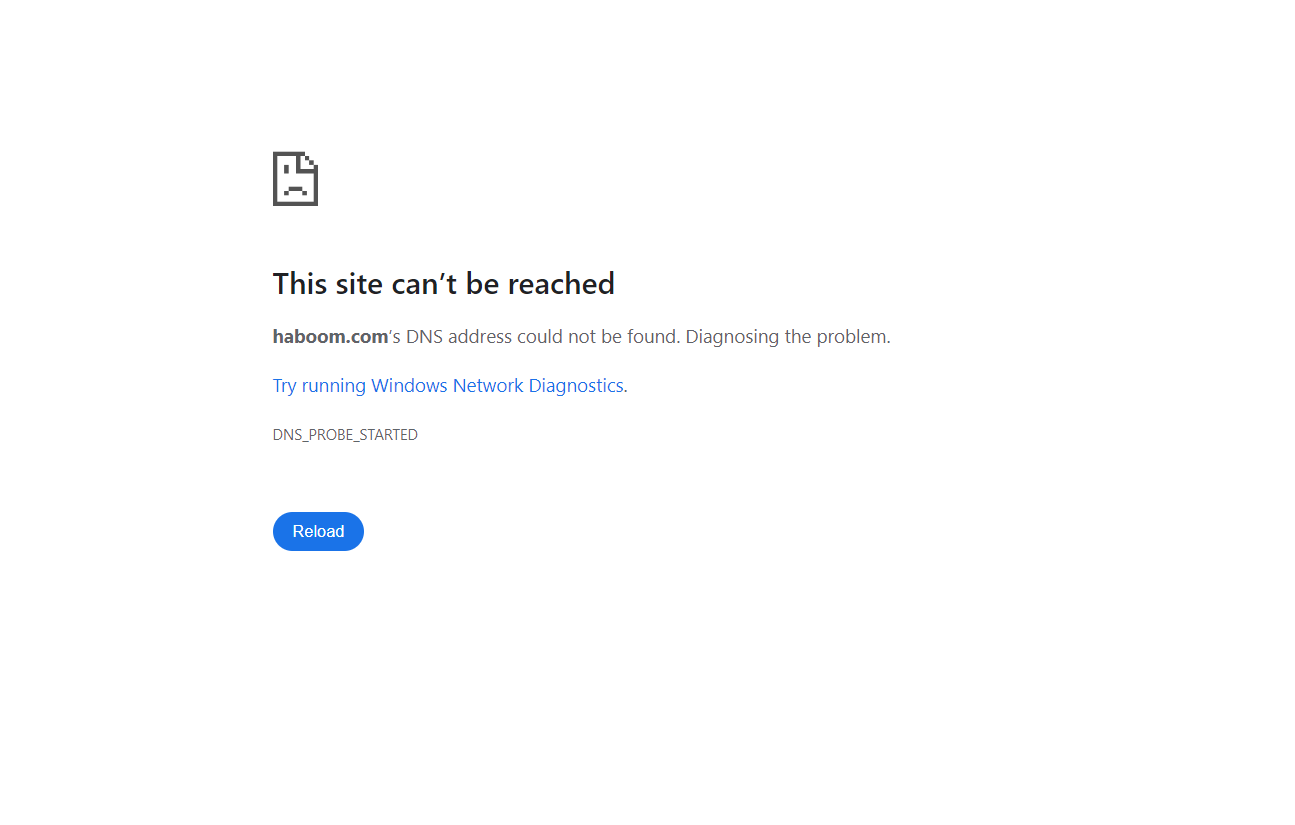 This site can’t be reached
haboom.com’s DNS address could not be found. Diagnosing the problem.
Try running Windows Network Diagnostics.
DNS_PROBE_STARTED
Reload